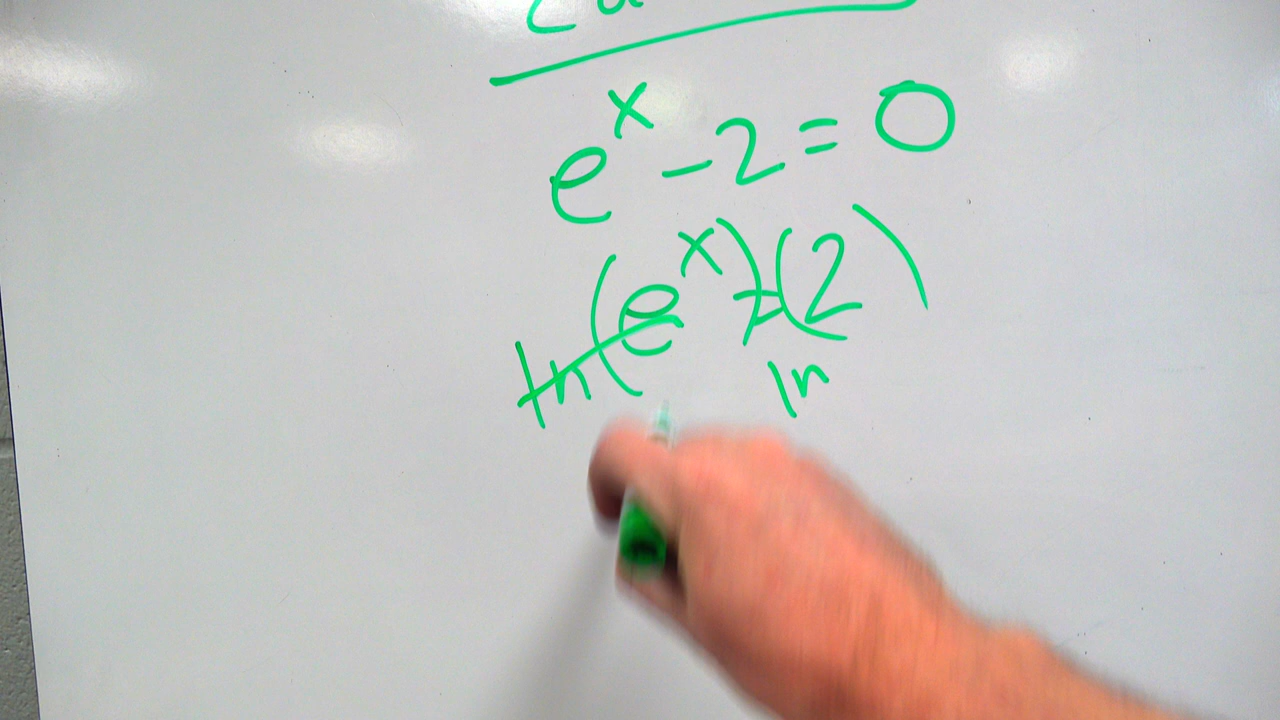 e^x - 2 = 0
ln(e^x) = (2)
ln